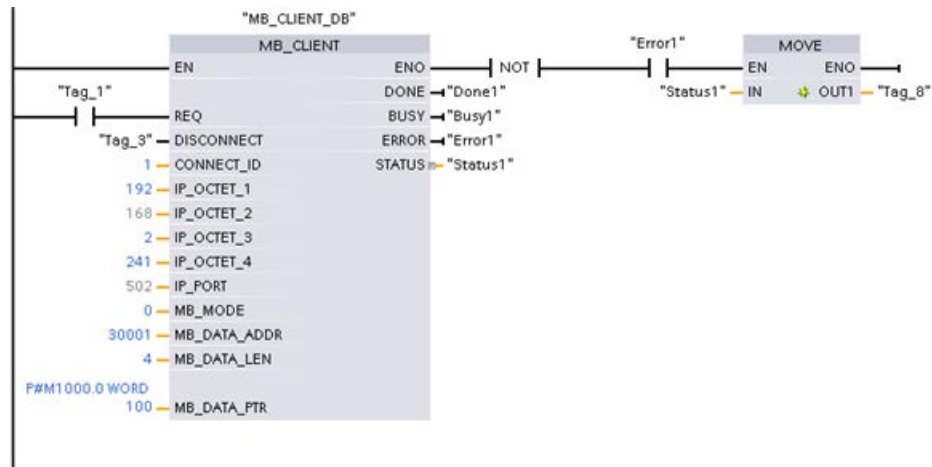 "MB_CLIENT_DB"
MB_CLIENT
"Error1"
MOVE
EN ENO NOT EN ENO
"Tag_1" DONE "Done1" "Status1" IN OUT1 "Tag_8"
REQ BUSY "Busy1"
"Tag_3" DISCONNECT ERROR "Error1"
1 CONNECT_ID STATUS "Status1"
192 IP_OCTET_1
168 IP_OCTET_2
2 IP_OCTET_3
241 IP_OCTET_4
502 IP_PORT
0 MB_MODE
30001 MB_DATA_ADDR
4 MB_DATA_LEN
P#M1000.0 WORD
100 MB_DATA_PTR